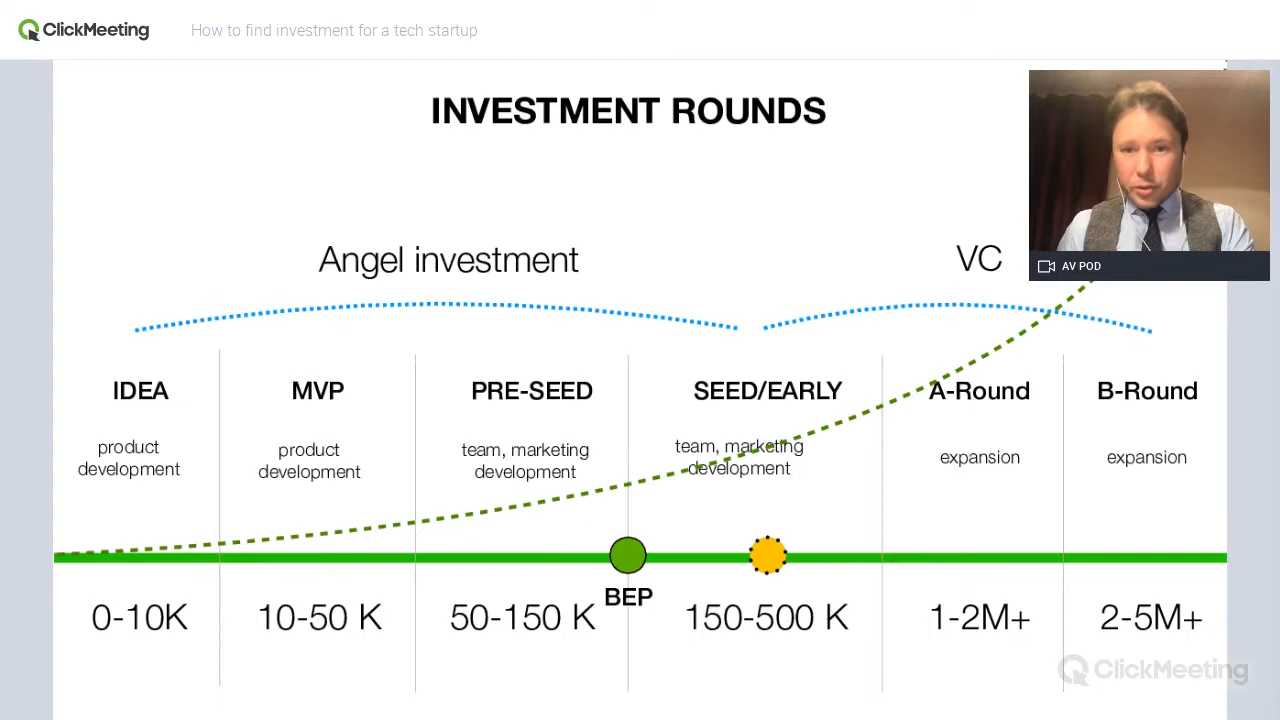 ClickMeeting
How to find investment for a tech startup
INVESTMENT ROUNDS
Angel investment
VC
AV POD
IDEA
MVP
PRE-SEED
SEED/EARLY
A-Round
B-Round
product
development
product
development
team, marketing
development
team, marketing
development
expansion
expansion
BEP
0-10K
10-50 K
50-150 K
150-500 K
1-2M+
2-5M+
ClickMeeting